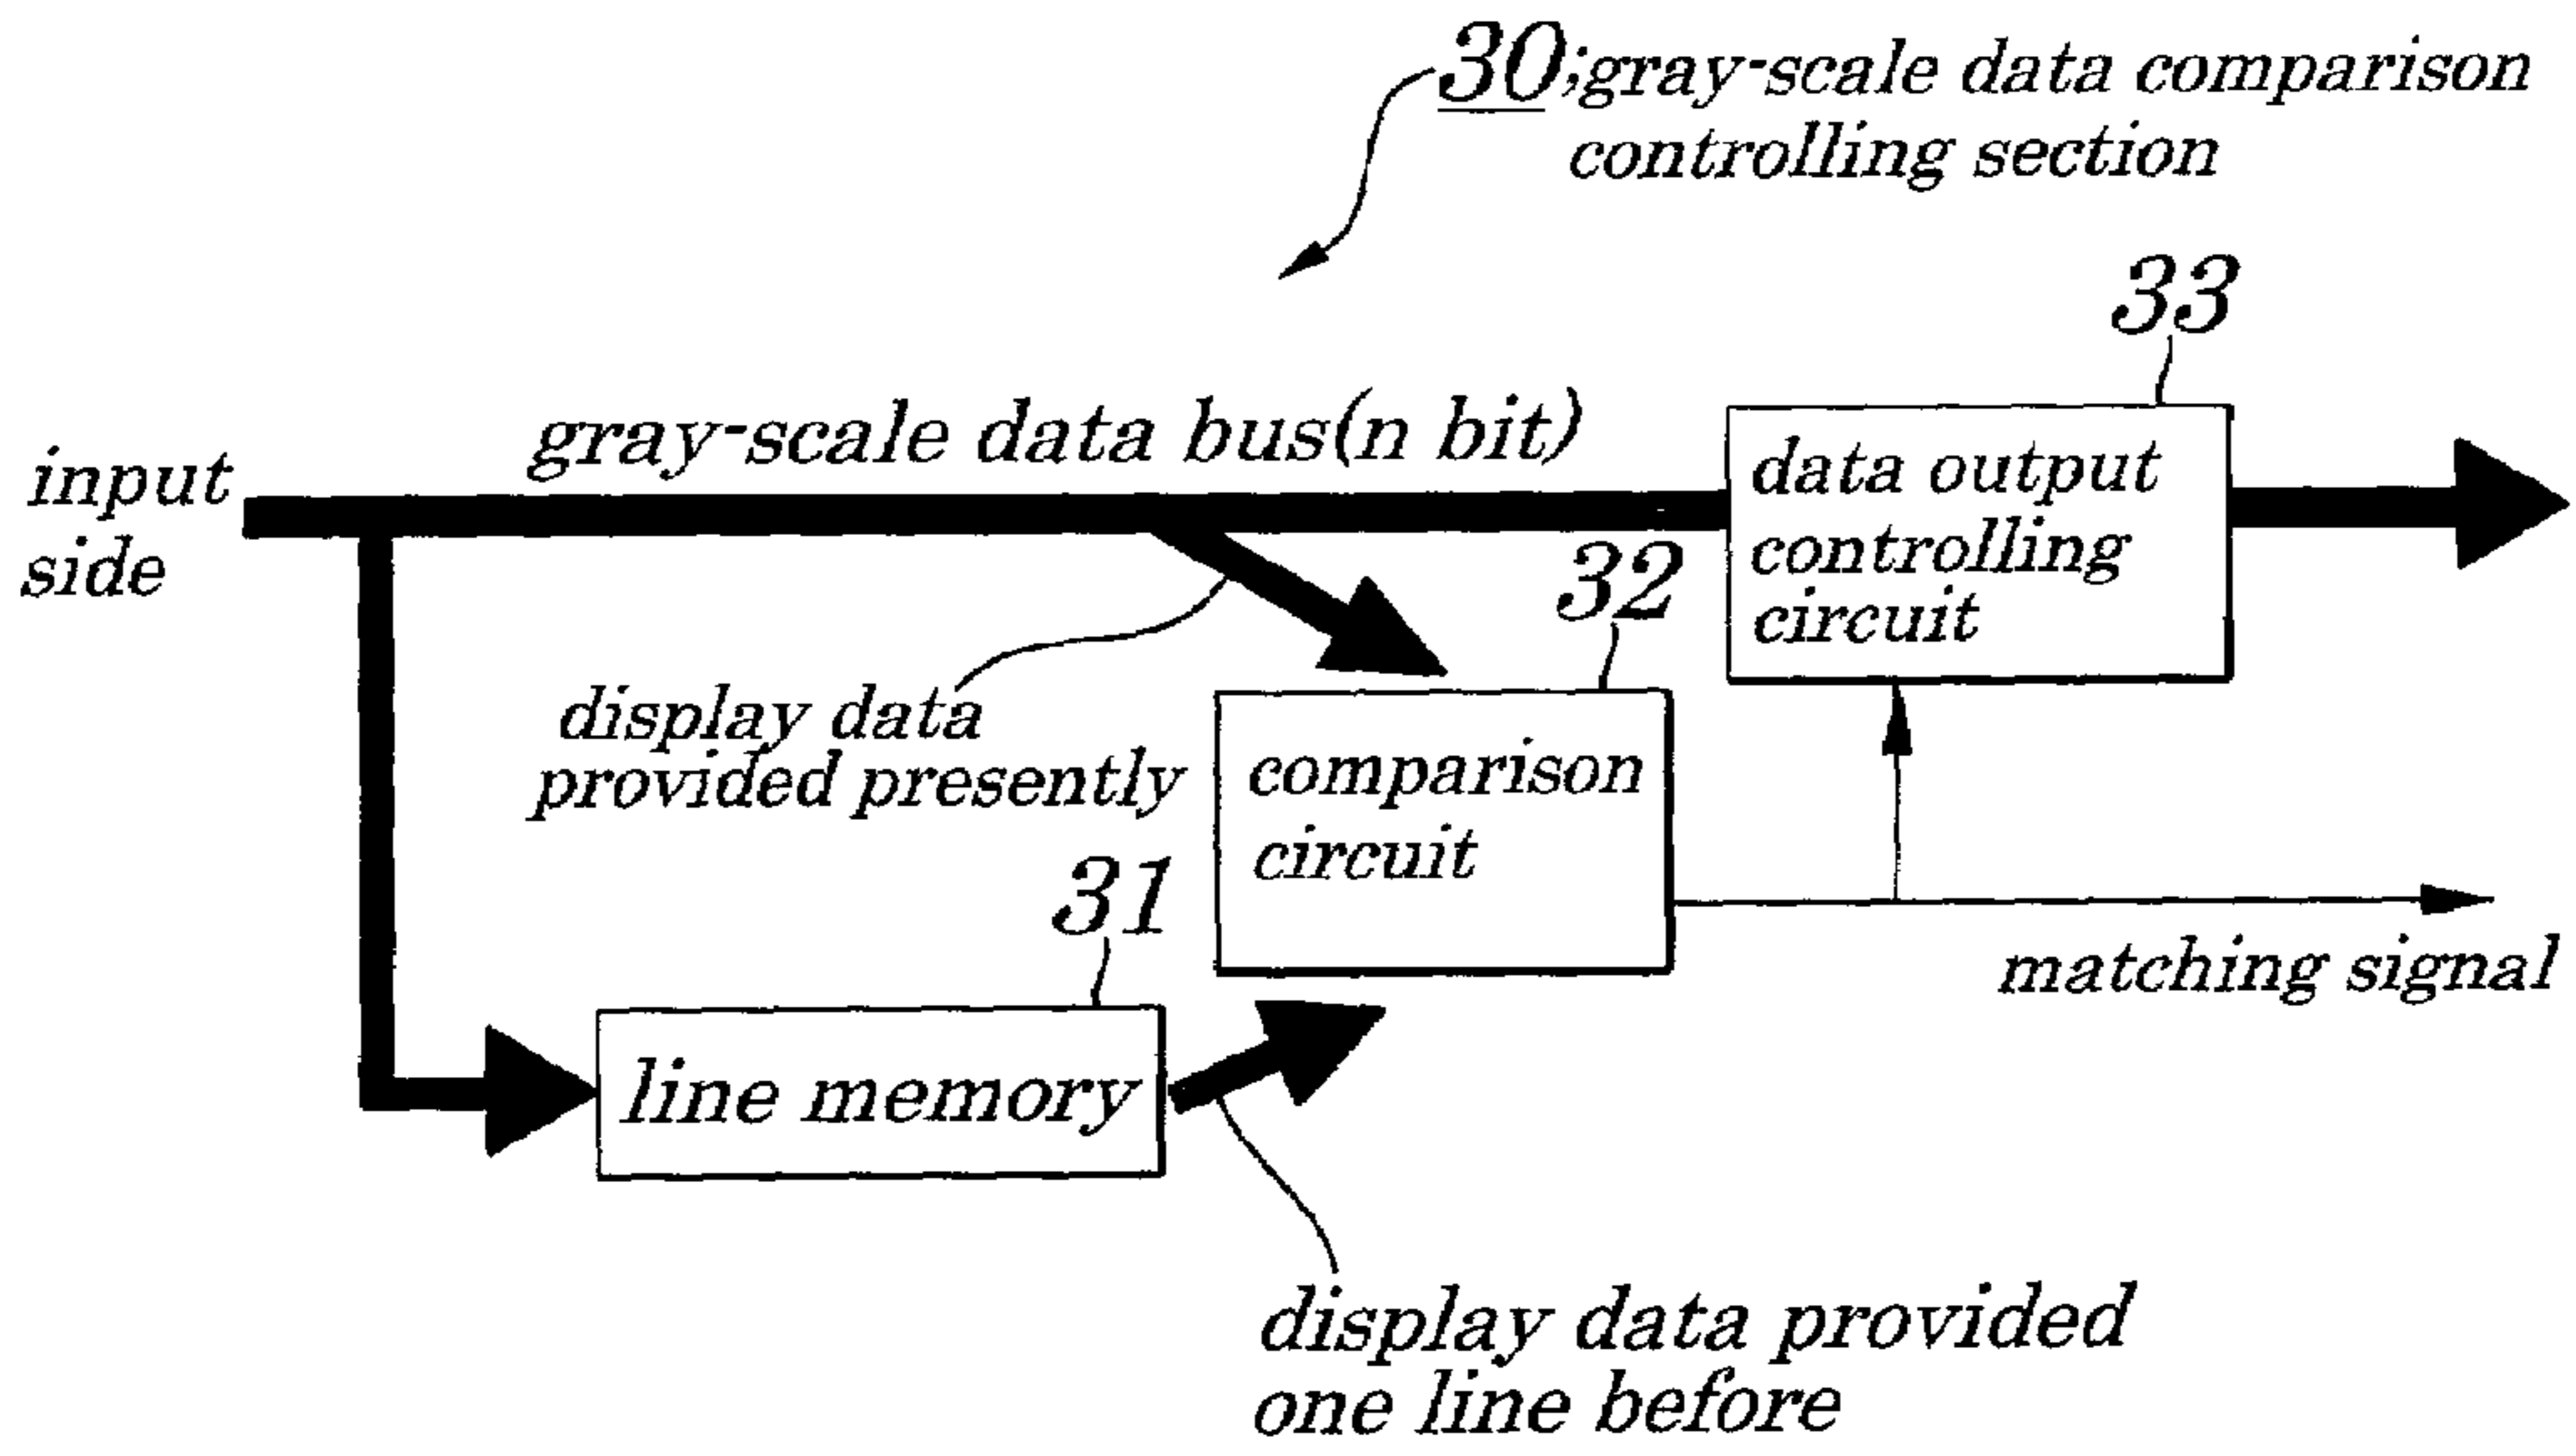 30;gray-scale data comparison
controlling section
33
gray-scale data bus(n bit)
input
side
data output
controlling
circuit
32
display data
provided presently
comparison
circuit
31
matching signal
line memory
display data provided
one line before